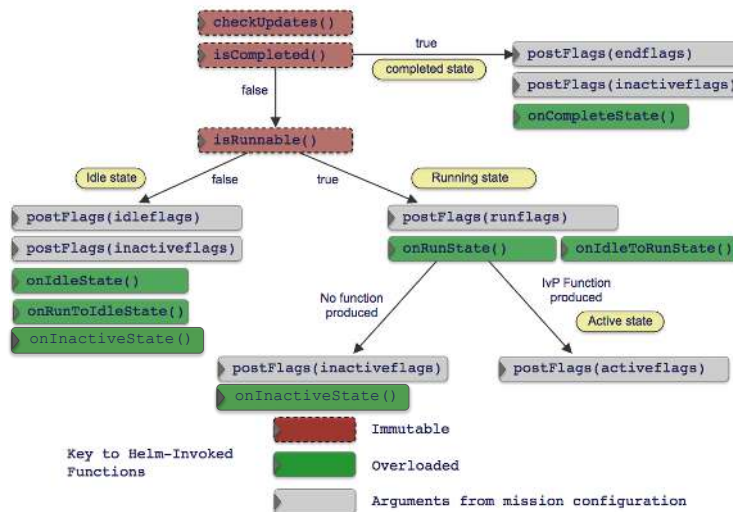 checkUpdates()
isCompleted()
true
completed state
postFlags(endflags)
postFlags(inactiveflags)
onCompleteState()
false
isRunnable()
Idle state
false
true
Running state
postFlags(idleflags)
postFlags(inactiveflags)
onIdleState()
onRunToIdleState()
onInactiveState()
postFlags(runflags)
onRunState()
onIdleToRunState()
No function
produced
IvP Function
produced
Active state
postFlags(inactiveflags)
onInactiveState()
postFlags(activeflags)
Key to Helm-Invoked
Functions
Immutable
Overloaded
Arguments from mission configuration